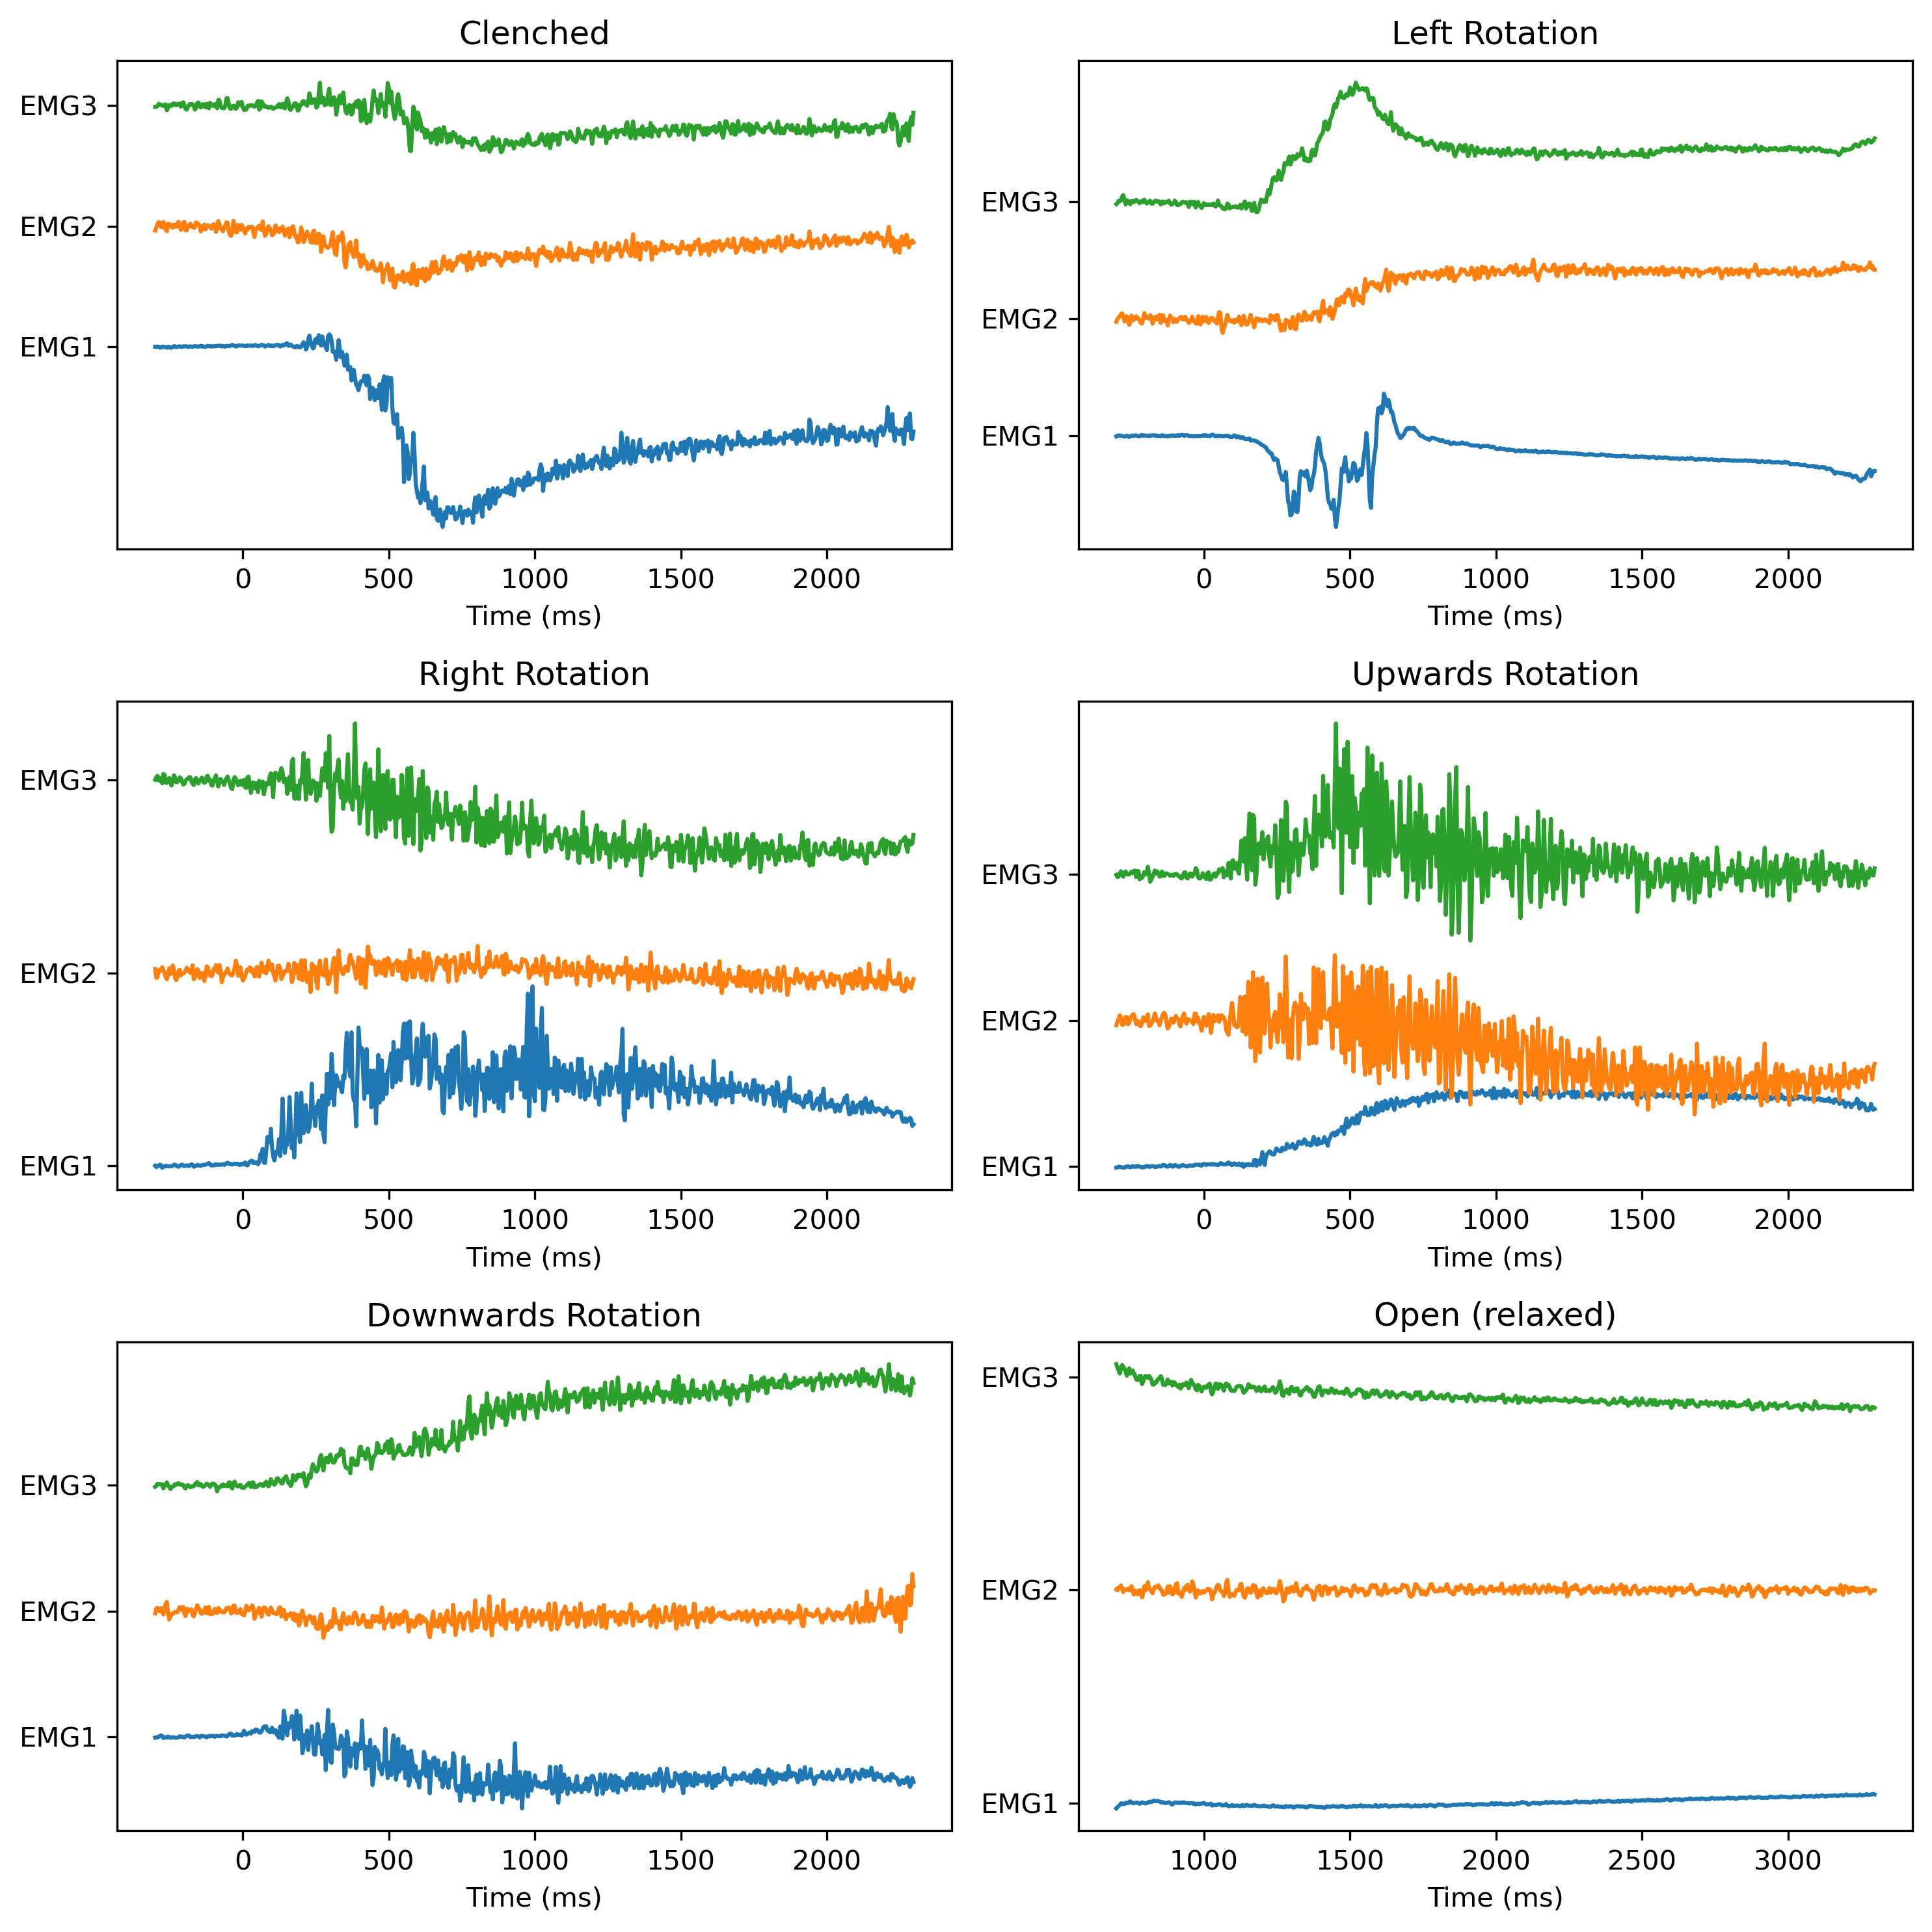 Clenched
EMG3
EMG2
EMG1
0 500 1000 1500 2000
Time (ms)
Left Rotation
EMG3
EMG2
EMG1
0 500 1000 1500 2000
Time (ms)
Right Rotation
EMG3
EMG2
EMG1
0 500 1000 1500 2000
Time (ms)
Upwards Rotation
EMG3
EMG2
EMG1
0 500 1000 1500 2000
Time (ms)
Downwards Rotation
EMG3
EMG2
EMG1
0 500 1000 1500 2000
Time (ms)
Open (relaxed)
EMG3
EMG2
EMG1
1000 1500 2000 2500 3000
Time (ms)